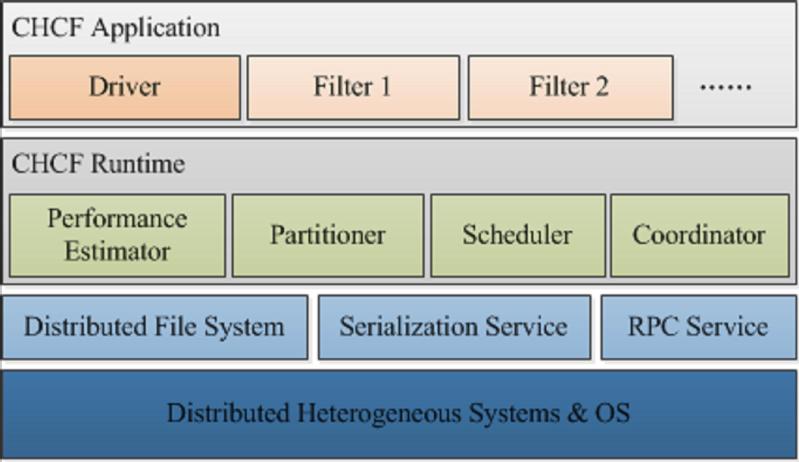 CHCF Application
Driver
Filter 1
Filter 2
......
CHCF Runtime
Performance
Estimator
Partitioner
Scheduler
Coordinator
Distributed File System
Serialization Service
RPC Service
Distributed Heterogeneous Systems & OS